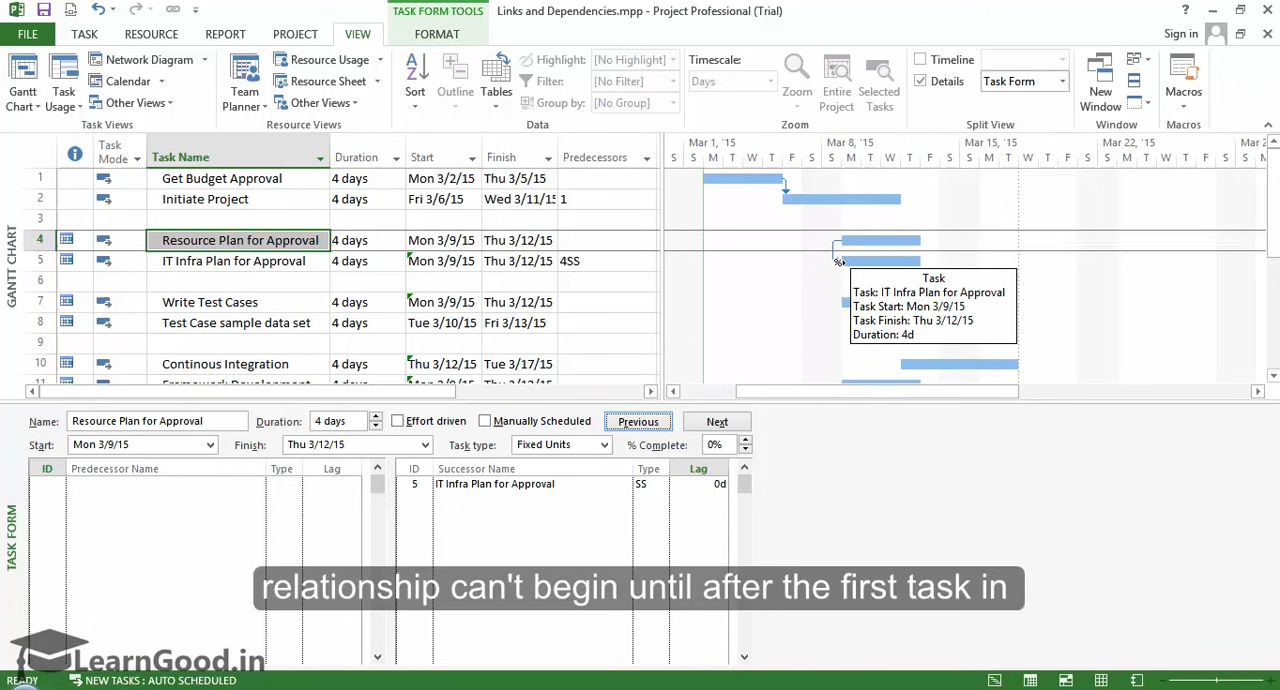 TASK FORM TOOLS
Links and Dependencies.mpp - Project Professional (Trial)
FILE TASK RESOURCE REPORT PROJECT VIEW FORMAT
Sign in
Gantt Chart
Task Usage
Network Diagram
Calendar
Other Views
Task Views
Team Planner
Resource Usage
Resource Sheet
Other Views
Resource Views
Sort
Outline
Tables
Highlight: [No Highlight]
Filter: [No Filter]
Group by: [No Group]
Data
Timescale:
Days
Zoom
Entire Project
Selected Tasks
Zoom
Timeline
Details Task Form
Split View
New Window
Window
Macros
Macros
Task Mode Task Name Duration Start Finish Predecessors
Mar 1, '15 Mar 8, '15 Mar 15, '15 Mar 22, '15
S S M T W T F S S M T W T F S S M T W T F S S M T W T F S S
1 Get Budget Approval 4 days Mon 3/2/15 Thu 3/5/15
2 Initiate Project 4 days Fri 3/6/15 Wed 3/11/15 1
3
4 Resource Plan for Approval 4 days Mon 3/9/15 Thu 3/12/15
5 IT Infra Plan for Approval 4 days Mon 3/9/15 Thu 3/12/15 4SS
6
7 Write Test Cases 4 days Mon 3/9/15 Thu 3/12/15
8 Test Case sample data set 4 days Tue 3/10/15 Fri 3/13/15
9
10 Continous Integration 4 days Thu 3/12/15 Tue 3/17/15
GANTT CHART
Task
Task: IT Infra Plan for Approval
Task Start: Mon 3/9/15
Task Finish: Thu 3/12/15
Duration: 4d
Name: Resource Plan for Approval Duration: 4 days Effort driven Manually Scheduled Previous Next
Start: Mon 3/9/15 Finish: Thu 3/12/15 Task type: Fixed Units % Complete: 0%
ID Predecessor Name Type Lag ID Successor Name Type Lag
5 IT Infra Plan for Approval SS 0d
TASK FORM
relationship can't begin until after the first task in
LearnGood.in
READY NEW TASKS : AUTO SCHEDULED